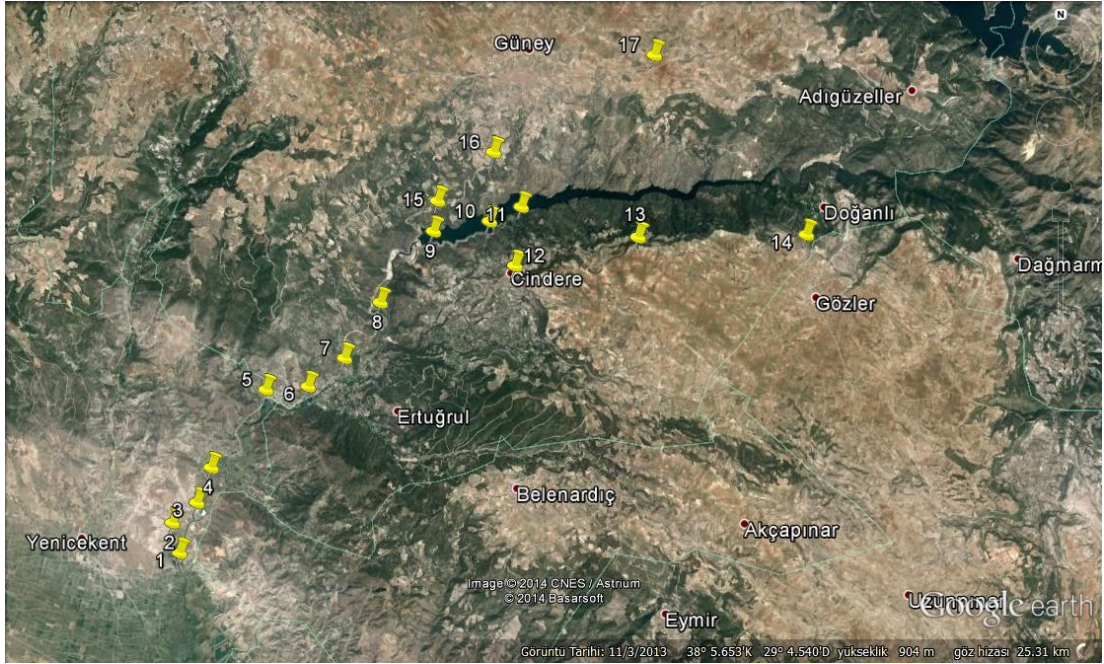 N
17
Güney
Adıgüzeller
16
15
10
11
13
Doğanlı
14
9
12
Cindere
Dağmarm
Gözler
8
7
5
6
Ertuğrul
4
Belenardıç
3
Akçapınar
Yenicekent
2
1
Image © 2014 CNES / Astrium
© 2014 Basarsoft
Uzunpınar
Google earth
Eymir
Görüntü Tarihi: 11/3/2013 38° 5.653'K 29° 4.540'D yükseklik 904 m göz hizası 25.31 km